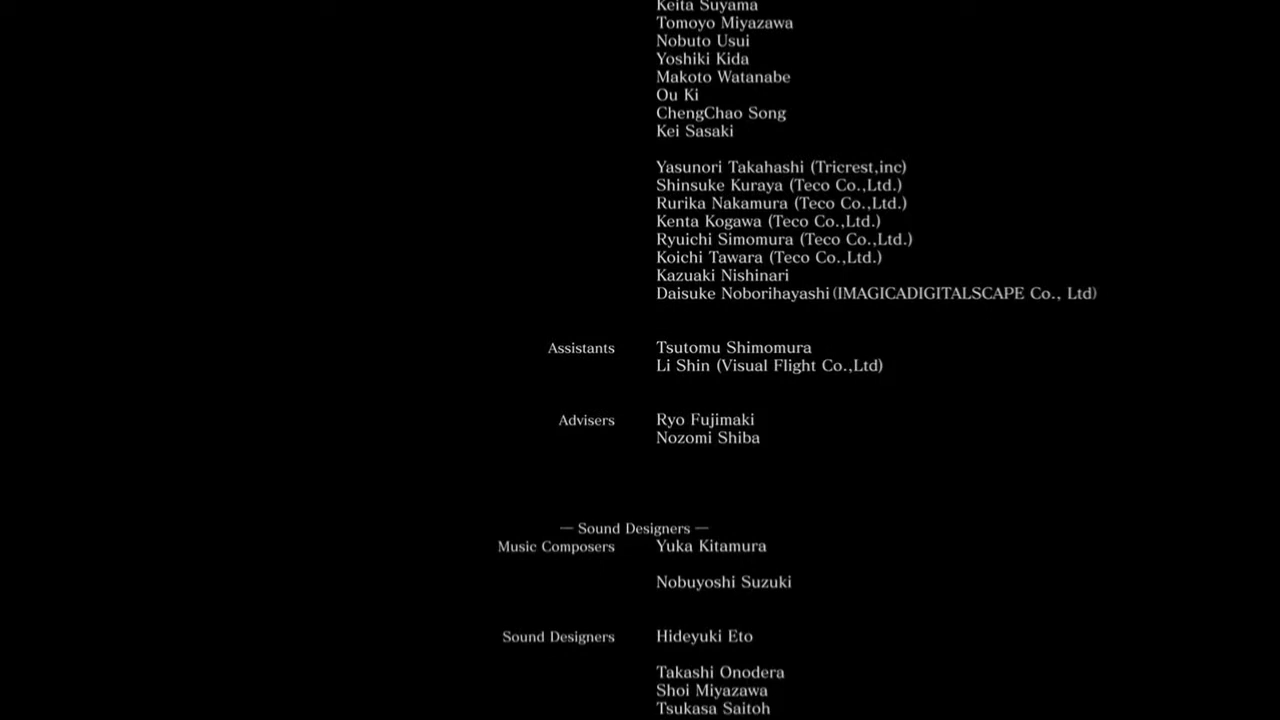 Keita Suyama
Tomoyo Miyazawa
Nobuto Usui
Yoshiki Kida
Makoto Watanabe
Ou Ki
ChengChao Song
Kei Sasaki
Yasunori Takahashi (Tricrest,inc)
Shinsuke Kuraya (Teco Co.,Ltd.)
Rurika Nakamura (Teco Co.,Ltd.)
Kenta Kogawa (Teco Co.,Ltd.)
Ryuichi Simomura (Teco Co.,Ltd.)
Koichi Tawara (Teco Co.,Ltd.)
Kazuaki Nishinari
Daisuke Noborihayashi(IMAGICADIGITALSCAPE Co., Ltd)
Assistants Tsutomu Shimomura
Li Shin (Visual Flight Co.,Ltd)
Advisers Ryo Fujimaki
Nozomi Shiba
— Sound Designers —
Music Composers Yuka Kitamura
Nobuyoshi Suzuki
Sound Designers Hideyuki Eto
Takashi Onodera
Shoi Miyazawa
Tsukasa Saitoh